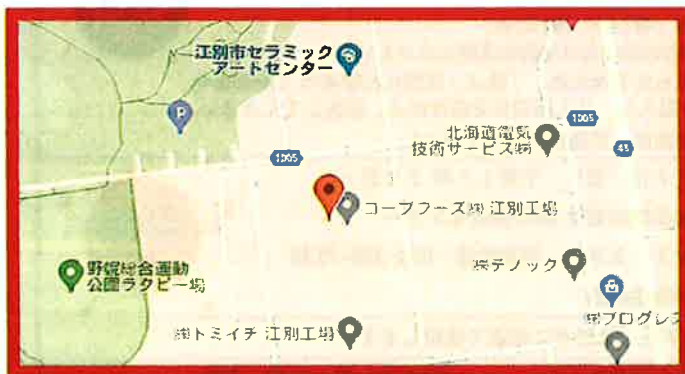 江別市セラミック
アートセンター
P
1005
北海道電気
技術サービス㈱
1005
43
コープフーズ㈱ 江別工場
㈱テノック
野幌総合運動
公園ラグビー場
㈱トミイチ 江別工場
㈱プログレス